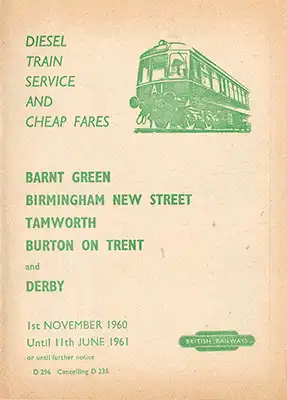 DIESEL
TRAIN
SERVICE
AND
CHEAP FARES
A1
BARNT GREEN
BIRMINGHAM NEW STREET
TAMWORTH
BURTON ON TRENT
and
DERBY
1st NOVEMBER 1960
Until 11th JUNE 1961
or until further notice
D 296 Cancelling D 235
BRITISH RAILWAYS